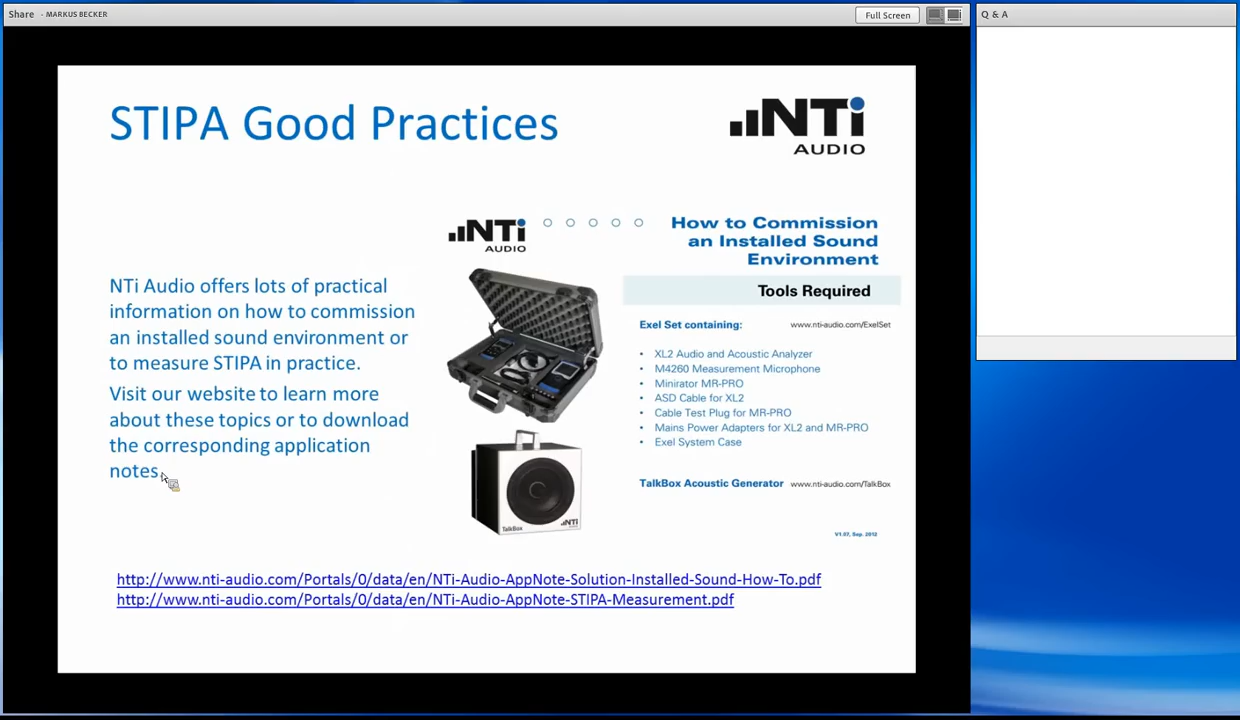 Share - MARKUS BECKER
Full Screen
Q & A
STIPA Good Practices
NTi
AUDIO
NTi
AUDIO
How to Commission
an Installed Sound
Environment
Tools Required
NTi Audio offers lots of practical
information on how to commission
an installed sound environment or
to measure STIPA in practice.
Visit our website to learn more
about these topics or to download
the corresponding application
notes.
Exel Set containing: www.nti-audio.com/ExelSet
• XL2 Audio and Acoustic Analyzer
• M4260 Measurement Microphone
• Minirator MR-PRO
• ASD Cable for XL2
• Cable Test Plug for MR-PRO
• Mains Power Adapters for XL2 and MR-PRO
• Exel System Case
TalkBox Acoustic Generator www.nti-audio.com/TalkBox
TalkBox
NTi
V1.07, Sep. 2012
http://www.nti-audio.com/Portals/0/data/en/NTi-Audio-AppNote-Solution-Installed-Sound-How-To.pdf
http://www.nti-audio.com/Portals/0/data/en/NTi-Audio-AppNote-STIPA-Measurement.pdf